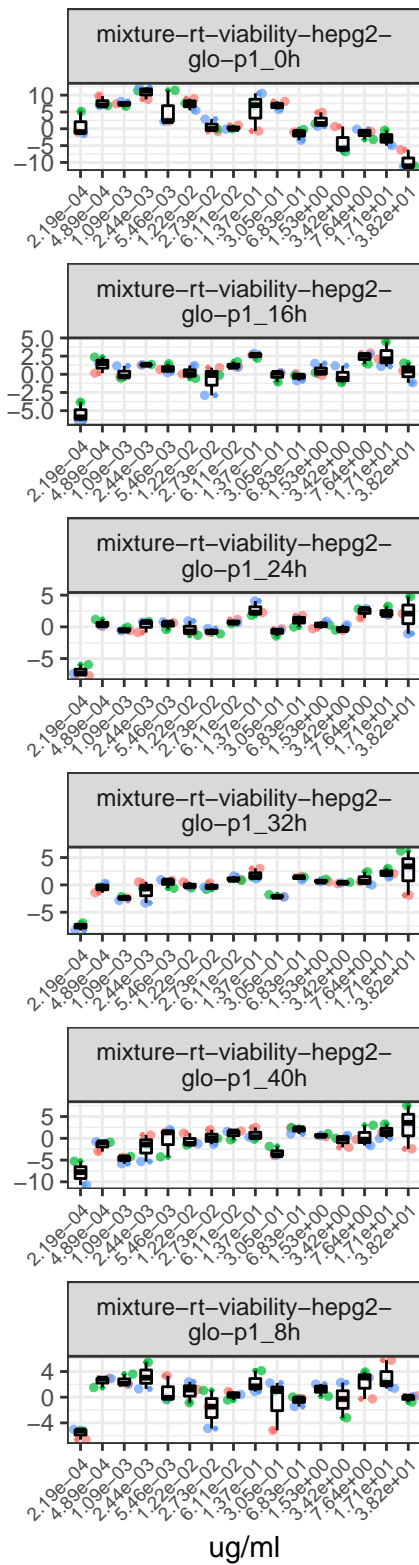 mixture−rt−viability−hepg2−
glo−p1_0h
10
5
0
−5
−10
2.19e−04
4.89e−04
1.09e−03
2.44e−03
5.46e−03
1.22e−02
2.73e−02
6.11e−02
1.37e−01
3.05e−01
6.83e−01
1.53e+00
3.42e+00
7.64e+00
1.71e+01
3.82e+01
mixture−rt−viability−hepg2−
glo−p1_16h
5.0
2.5
0.0
−2.5
−5.0
2.19e−04
4.89e−04
1.09e−03
2.44e−03
5.46e−03
1.22e−02
2.73e−02
6.11e−02
1.37e−01
3.05e−01
6.83e−01
1.53e+00
3.42e+00
7.64e+00
1.71e+01
3.82e+01
mixture−rt−viability−hepg2−
glo−p1_24h
5
0
−5
2.19e−04
4.89e−04
1.09e−03
2.44e−03
5.46e−03
1.22e−02
2.73e−02
6.11e−02
1.37e−01
3.05e−01
6.83e−01
1.53e+00
3.42e+00
7.64e+00
1.71e+01
3.82e+01
mixture−rt−viability−hepg2−
glo−p1_32h
5
0
−5
2.19e−04
4.89e−04
1.09e−03
2.44e−03
5.46e−03
1.22e−02
2.73e−02
6.11e−02
1.37e−01
3.05e−01
6.83e−01
1.53e+00
3.42e+00
7.64e+00
1.71e+01
3.82e+01
mixture−rt−viability−hepg2−
glo−p1_40h
5
0
−5
−10
2.19e−04
4.89e−04
1.09e−03
2.44e−03
5.46e−03
1.22e−02
2.73e−02
6.11e−02
1.37e−01
3.05e−01
6.83e−01
1.53e+00
3.42e+00
7.64e+00
1.71e+01
3.82e+01
mixture−rt−viability−hepg2−
glo−p1_8h
4
0
−4
2.19e−04
4.89e−04
1.09e−03
2.44e−03
5.46e−03
1.22e−02
2.73e−02
6.11e−02
1.37e−01
3.05e−01
6.83e−01
1.53e+00
3.42e+00
7.64e+00
1.71e+01
3.82e+01
ug/ml